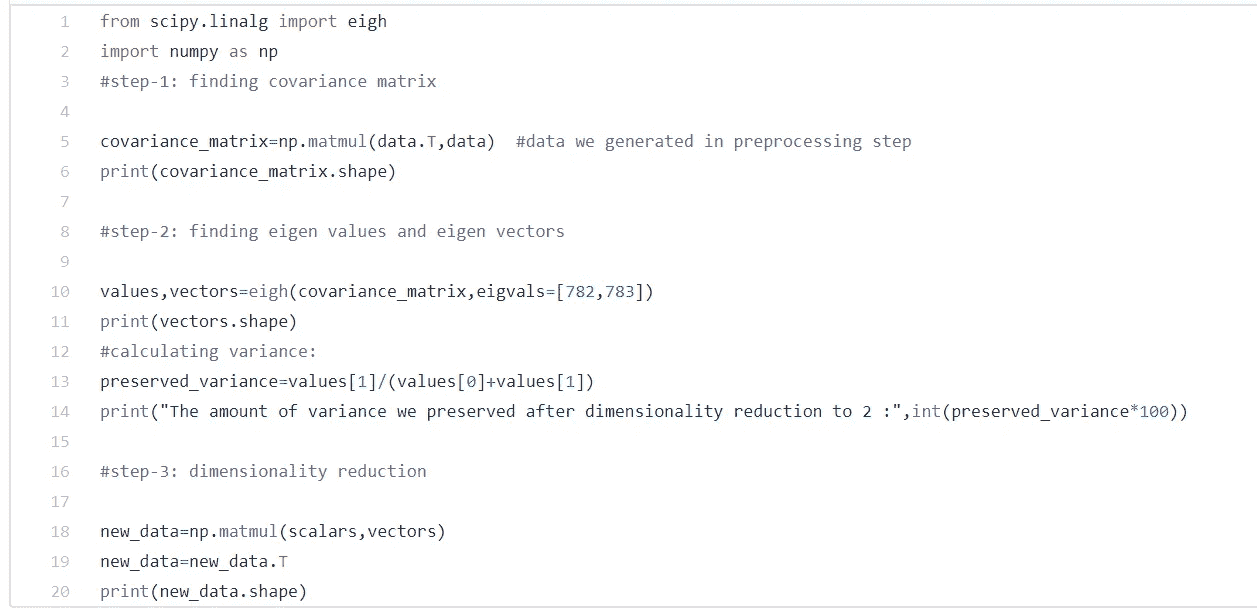 1 from scipy.linalg import eigh
2 import numpy as np
3 #step-1: finding covariance matrix
4
5 covariance_matrix=np.matmul(data.T,data)  #data we generated in preprocessing step
6 print(covariance_matrix.shape)
7
8 #step-2: finding eigen values and eigen vectors
9
10 values,vectors=eigh(covariance_matrix,eigvals=[782,783])
11 print(vectors.shape)
12 #calculating variance:
13 preserved_variance=values[1]/(values[0]+values[1])
14 print("The amount of variance we preserved after dimensionality reduction to 2 :",int(preserved_variance*100))
15
16 #step-3: dimensionality reduction
17
18 new_data=np.matmul(scalars,vectors)
19 new_data=new_data.T
20 print(new_data.shape)